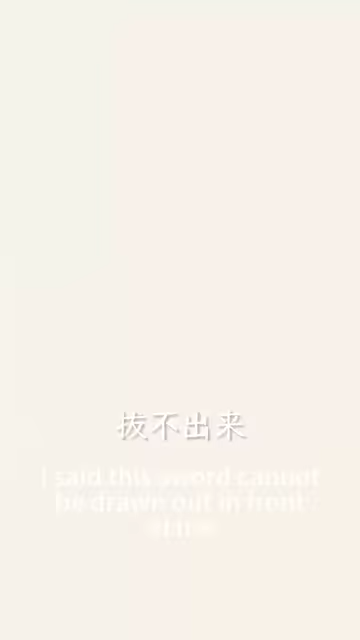 拔不出来
I said this sword cannot
be drawn out in front